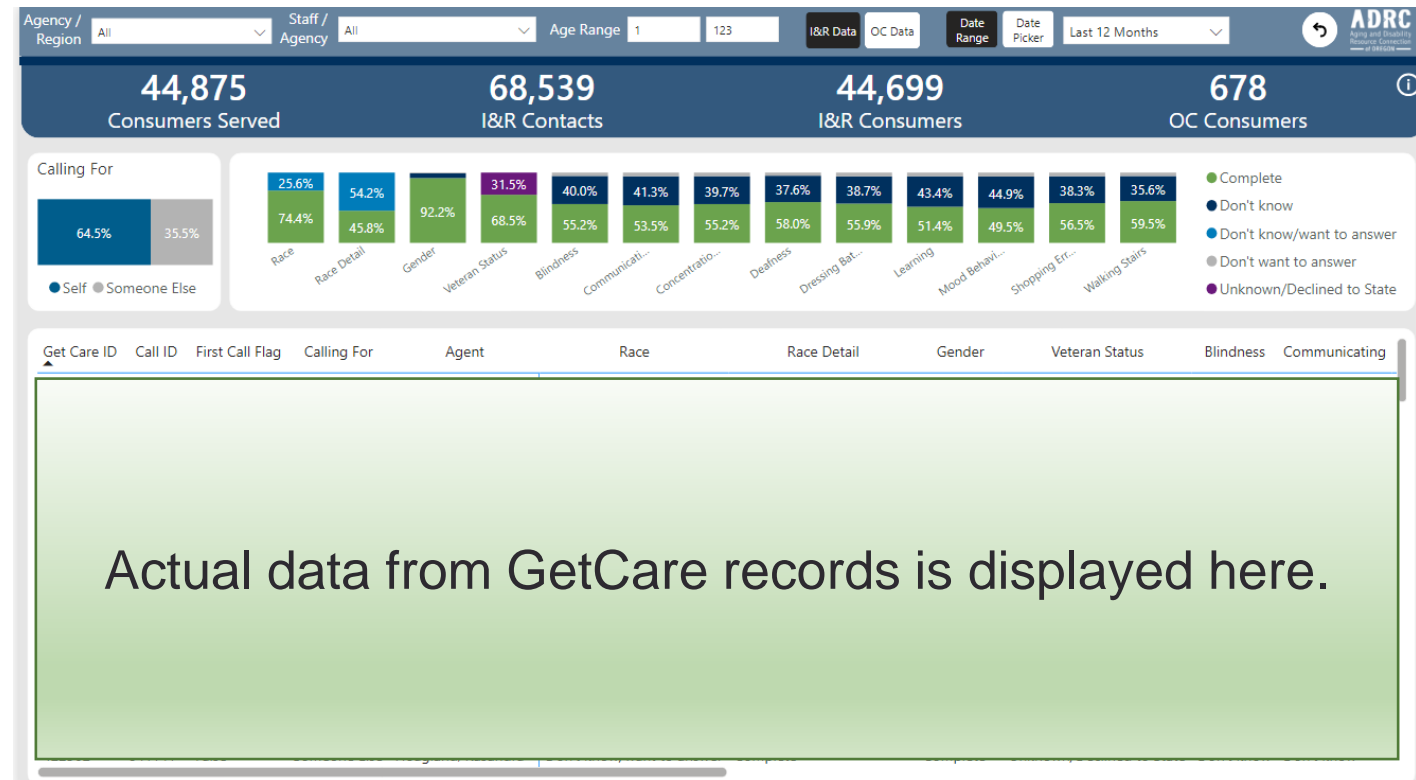 Agency / Region All
Staff / Agency All
Age Range 1 123
I&R Data OC Data
Date Range Date Picker
Last 12 Months
ADRC
Aging and Disability
Resource Connection
of OREGON
44,875 68,539 44,699 678
Consumers Served I&R Contacts I&R Consumers OC Consumers
Calling For
64.5% 35.5%
Self Someone Else
25.6% 54.2% 31.5% 40.0% 41.3% 39.7% 37.6% 38.7% 43.4% 44.9% 38.3% 35.6%
74.4% 45.8% 92.2% 68.5% 55.2% 53.5% 55.2% 58.0% 55.9% 51.4% 49.5% 56.5% 59.5%
Race Race Detail Gender Veteran Status Blindness Communicati... Concentratio... Deafness Dressing Bat... Learning Mood Behavi... Shopping Err... Walking Stairs
Complete
Don't know
Don't know/want to answer
Don't want to answer
Unknown/Declined to State
Get Care ID Call ID First Call Flag Calling For Agent Race Race Detail Gender Veteran Status Blindness Communicating
Actual data from GetCare records is displayed here.